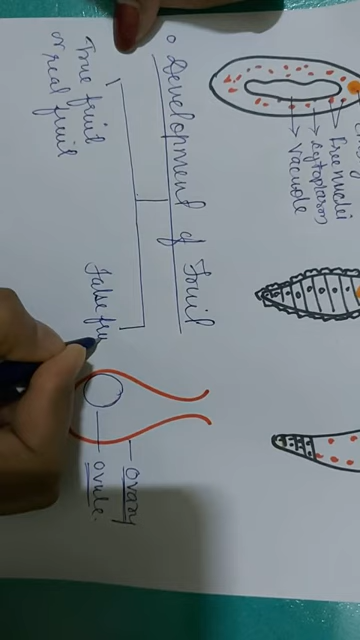 Free nuclei
Cytoplasm
Vacuole
Development of Fruit
True fruit
or real fruit
False fru
Ovary
Ovule.